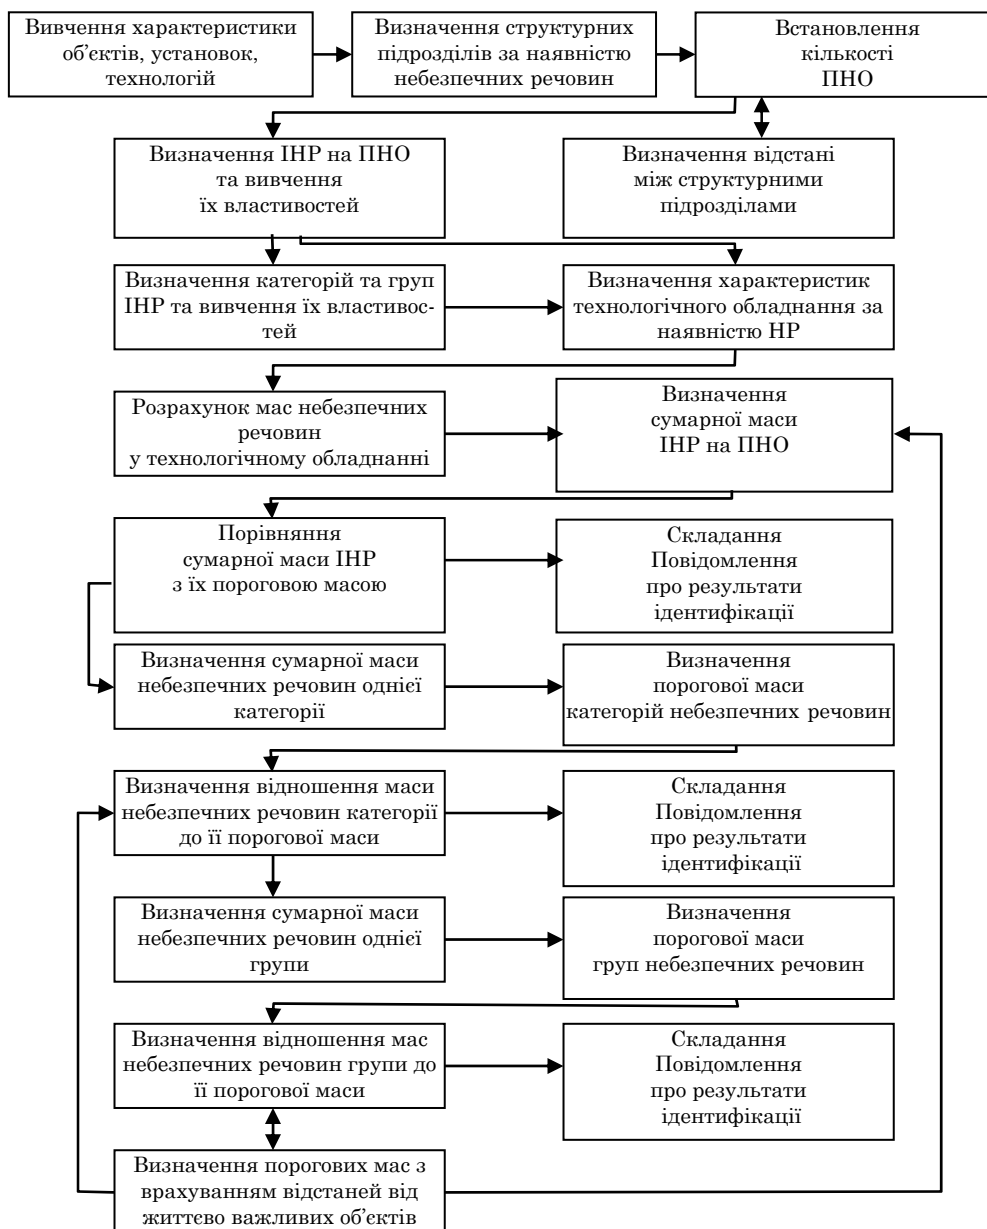 Вивчення характеристики
об’єктів, установок,
технологій
Визначення структурних
підрозділів за наявністю
небезпечних речовин
Встановлення
кількості
ПНО
Визначення ІНР на ПНО
та вивчення
їх властивостей
Визначення відстані
між структурними
підрозділами
Визначення категорій та груп
ІНР та вивчення їх властивос-
тей
Визначення характеристик
технологічного обладнання за
наявністю НР
Розрахунок мас небезпечних
речовин
у технологічному обладнанні
Визначення
сумарної маси
ІНР на ПНО
Порівняння
сумарної маси ІНР
з їх пороговою масою
Складання
Повідомлення
про результати
ідентифікації
Визначення сумарної маси
небезпечних речовин однієї
категорії
Визначення
порогової маси
категорій небезпечних речовин
Визначення відношення маси
небезпечних речовин категорії
до її порогової маси
Складання
Повідомлення
про результати
ідентифікації
Визначення сумарної маси
небезпечних речовин однієї
групи
Визначення
порогової маси
груп небезпечних речовин
Визначення відношення мас
небезпечних речовин групи до
її порогової маси
Складання
Повідомлення
про результати
ідентифікації
Визначення порогових мас з
врахуванням відстаней від
життєво важливих об’єктів